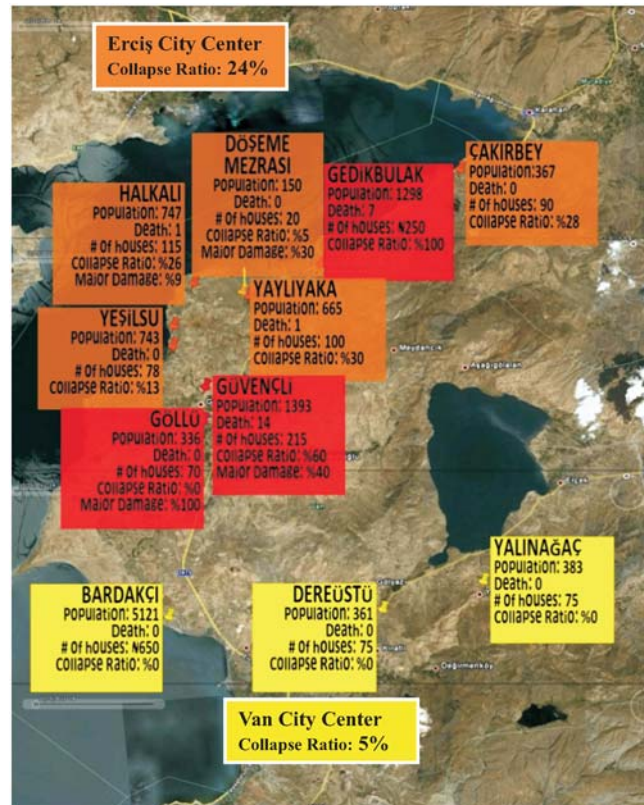 Erciş City Center
Collapse Ratio: 24%
DÖŞEME
MEZRASI
Population: 150
Death: 0
# of houses: 20
Collapse Ratio: %5
Major Damage: %30
GEDİKBULAK
Population: 1298
Death: 7
# of houses: ℕ250
Collapse Ratio: %100
ÇAKIRBEY
Population:367
Death: 0
# of houses: 90
Collapse Ratio: %28
HALKALI
Population: 747
Death: 1
# of houses: 115
Collapse Ratio: %26
Major Damage: %9
YEŞİLSU
Population: 743
Death: 0
# of houses: 78
Collapse Ratio:%13
YAYLIYAKA
Population: 665
Death: 1
# of houses: 100
Collapse Ratio: %30
GÖLLÜ
Population: 336
Death: 0
# of houses: 70
Collapse Ratio: %0
Major Damage: %100
GÜVENÇLİ
Population: 1393
Death: 14
# of houses: 215
Collapse Ratio: %60
Major Damage: %40
Karahan
Meydancik
Aşağıgölalan
Erçek
YALINAĞAÇ
Population: 383
Death: 0
# of houses: 75
Collapse Ratio: %0
BARDAKÇI
Population: 5121
Death: 0
# of houses: ℕ650
Collapse Ratio: %0
DEREÜSTÜ
Population: 361
Death: 0
# of houses: 75
Collapse Ratio: %0
Değirmenköy
Van City Center
Collapse Ratio: 5%